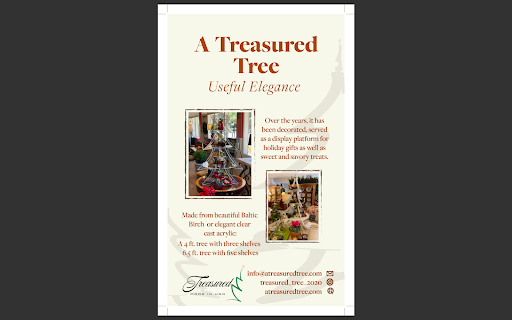 A Treasured
Tree
Useful Elegance
Over the years, it has
been decorated, served
as a display platform for
holiday gifts as well as
sweet and savory treats.
Made from beautiful Baltic
Birch or elegant clear
cast acrylic:
A 4 ft. tree with three shelves
6.5 ft. tree with five shelves
Treasured
info@atreasuredtree.com
treasured_tree_2020
atreasuredtree.com